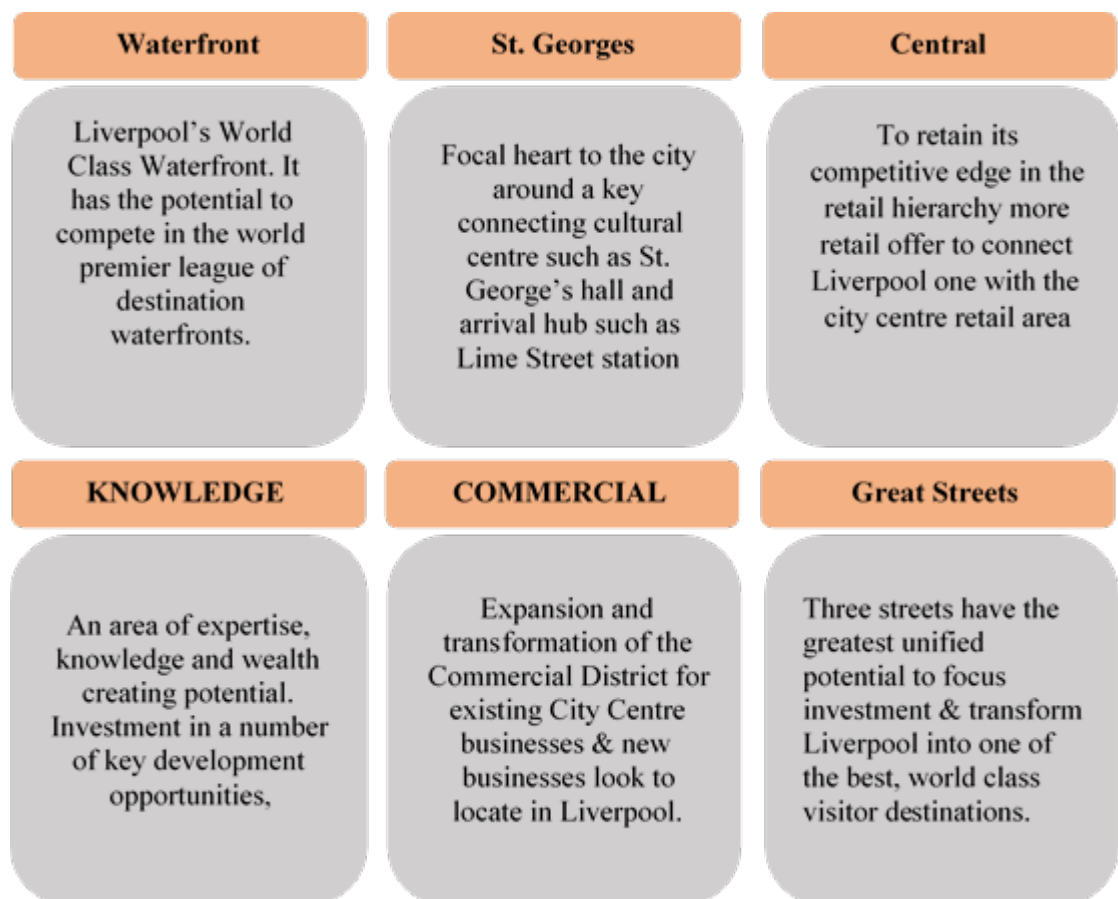 Waterfront
Liverpool's World
Class Waterfront. It
has the potential to
compete in the world
premier league of
destination
waterfronts.
St. Georges
Focal heart to the city
around a key
connecting cultural
centre such as St.
George's hall and
arrival hub such as
Lime Street station
Central
To retain its
competitive edge in the
retail hierarchy more
retail offer to connect
Liverpool one with the
city centre retail area
KNOWLEDGE
An area of expertise,
knowledge and wealth
creating potential.
Investment in a number
of key development
opportunities,
COMMERCIAL
Expansion and
transformation of the
Commercial District for
existing City Centre
businesses & new
businesses look to
locate in Liverpool.
Great Streets
Three streets have the
greatest unified
potential to focus
investment & transform
Liverpool into one of
the best, world class
visitor destinations.